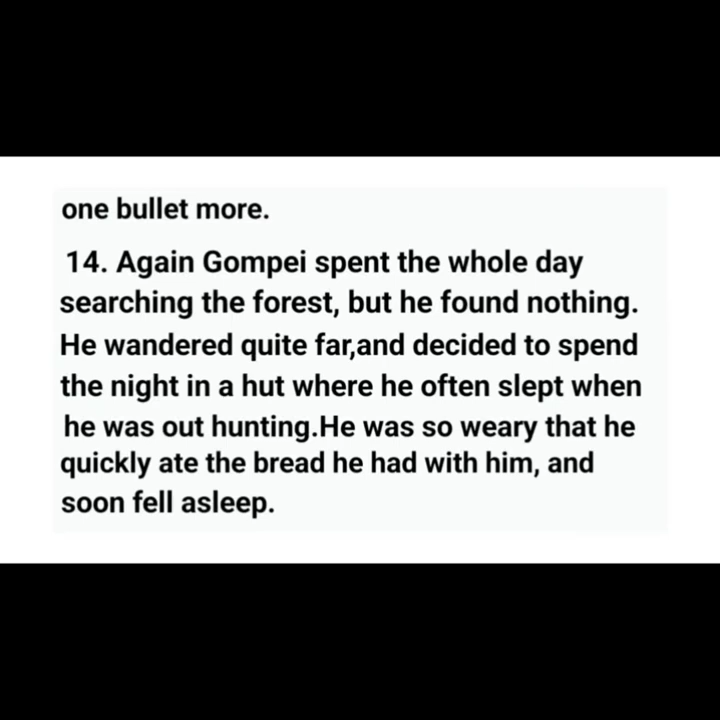 one bullet more.
14. Again Gompei spent the whole day
searching the forest, but he found nothing.
He wandered quite far,and decided to spend
the night in a hut where he often slept when
he was out hunting.He was so weary that he
quickly ate the bread he had with him, and
soon fell asleep.